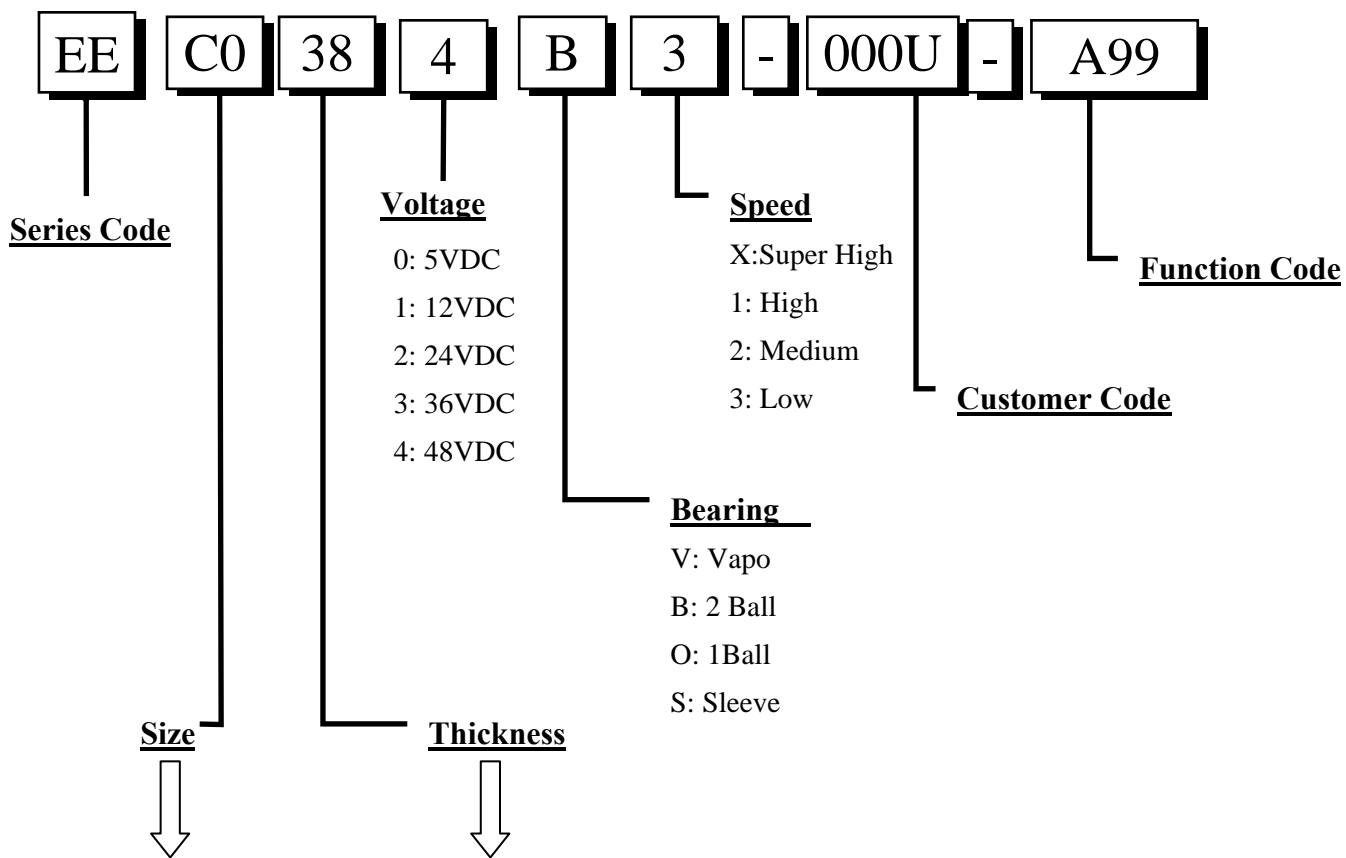 EE C0 38 4 B 3 - 000U - A99
Series Code
Voltage
0: 5VDC
1: 12VDC
2: 24VDC
3: 36VDC
4: 48VDC
Speed
X:Super High
1: High
2: Medium
3: Low
Function Code
Customer Code
Bearing
V: Vapo
B: 2 Ball
O: 1Ball
S: Sleeve
Size
Thickness